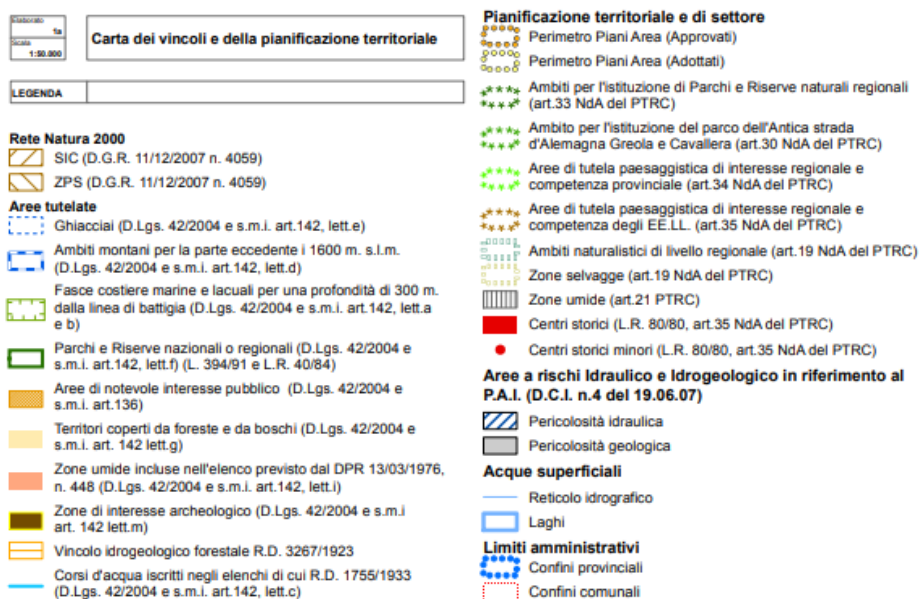 Elaborato
1a
Scala
1:50.000
Carta dei vincoli e della pianificazione territoriale
LEGENDA
Rete Natura 2000
SIC (D.G.R. 11/12/2007 n. 4059)
ZPS (D.G.R. 11/12/2007 n. 4059)
Aree tutelate
Ghiacciai (D.Lgs. 42/2004 e s.m.i. art.142, lett.e)
Ambiti montani per la parte eccedente i 1600 m. s.l.m.
(D.Lgs. 42/2004 e s.m.i. art.142, lett.d)
Fasce costiere marine e lacuali per una profondità di 300 m.
dalla linea di battigia (D.Lgs. 42/2004 e s.m.i. art.142, lett.a
e b)
Parchi e Riserve nazionali o regionali (D.Lgs. 42/2004 e
s.m.i. art.142, lett.f) (L. 394/91 e L.R. 40/84)
Aree di notevole interesse pubblico (D.Lgs. 42/2004 e
s.m.i. art.136)
Territori coperti da foreste e da boschi (D.Lgs. 42/2004 e
s.m.i. art. 142 lett.g)
Zone umide incluse nell'elenco previsto dal DPR 13/03/1976,
n. 448 (D.Lgs. 42/2004 e s.m.i. art.142, lett.i)
Zone di interesse archeologico (D.Lgs. 42/2004 e s.m.i
art. 142 lett.m)
Vincolo idrogeologico forestale R.D. 3267/1923
Corsi d'acqua iscritti negli elenchi di cui R.D. 1755/1933
(D.Lgs. 42/2004 e s.m.i. art.142, lett.c)
Pianificazione territoriale e di settore
Perimetro Piani Area (Approvati)
Perimetro Piani Area (Adottati)
Ambiti per l'istituzione di Parchi e Riserve naturali regionali
(art.33 NdA del PTRC)
Ambito per l'istituzione del parco dell'Antica strada
d'Alemagna Greola e Cavallera (art.30 NdA del PTRC)
Aree di tutela paesaggistica di interesse regionale e
competenza provinciale (art.34 NdA del PTRC)
Aree di tutela paesaggistica di interesse regionale e
competenza degli EE.LL. (art.35 NdA del PTRC)
Ambiti naturalistici di livello regionale (art.19 NdA del PTRC)
Zone selvagge (art.19 NdA del PTRC)
Zone umide (art.21 PTRC)
Centri storici (L.R. 80/80, art.35 NdA del PTRC)
Centri storici minori (L.R. 80/80, art.35 NdA del PTRC)
Aree a rischi Idraulico e Idrogeologico in riferimento al
P.A.I. (D.C.I. n.4 del 19.06.07)
Pericolosità idraulica
Pericolosità geologica
Acque superficiali
Reticolo idrografico
Laghi
Limiti amministrativi
Confini provinciali
Confini comunali